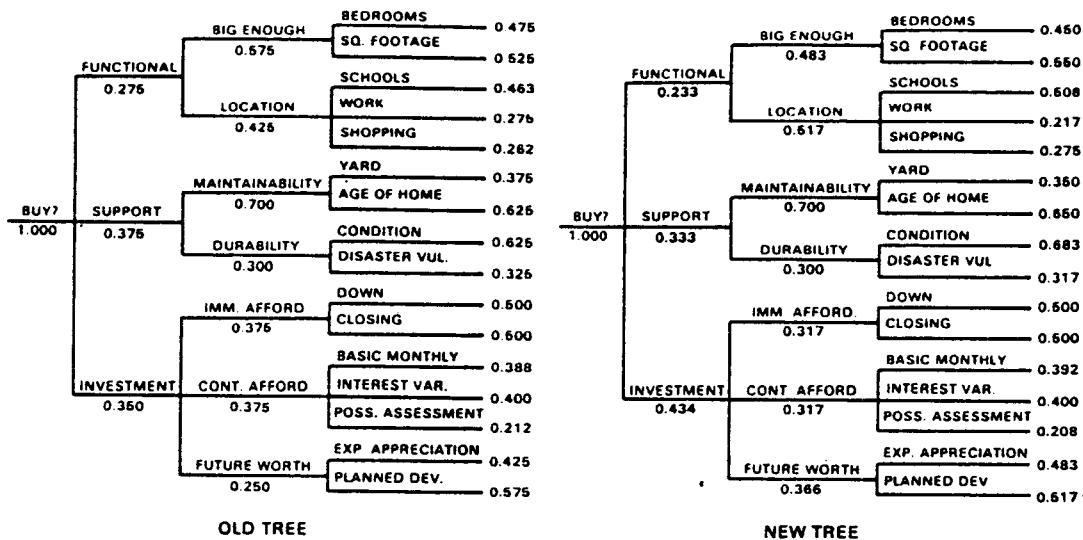 BUY?
1.000
FUNCTIONAL
0.275
BIG ENOUGH
0.575
BEDROOMS 0.475
SQ. FOOTAGE 0.525
LOCATION
0.425
SCHOOLS 0.463
WORK 0.275
SHOPPING 0.262
SUPPORT
0.375
MAINTAINABILITY
0.700
YARD 0.375
AGE OF HOME 0.625
DURABILITY
0.300
CONDITION 0.625
DISASTER VUL. 0.325
INVESTMENT
0.350
IMM. AFFORD
0.375
DOWN 0.500
CLOSING 0.500
CONT. AFFORD
0.375
BASIC MONTHLY 0.388
INTEREST VAR. 0.400
POSS. ASSESSMENT 0.212
FUTURE WORTH
0.250
EXP APPRECIATION 0.425
PLANNED DEV. 0.575
OLD TREE
BUY?
1.000
FUNCTIONAL
0.233
BIG ENOUGH
0.483
BEDROOMS 0.450
SQ FOOTAGE 0.550
LOCATION
0.517
SCHOOLS 0.508
WORK 0.217
SHOPPING 0.275
SUPPORT
0.333
MAINTAINABILITY
0.700
YARD 0.350
AGE OF HOME 0.650
DURABILITY
0.300
CONDITION 0.683
DISASTER VUL 0.317
INVESTMENT
0.434
IMM. AFFORD.
0.317
DOWN 0.500
CLOSING 0.500
CONT. AFFORD
0.317
BASIC MONTHLY 0.392
INTEREST VAR. 0.400
POSS. ASSESSMENT 0.208
FUTURE WORTH
0.366
EXP. APPRECIATION 0.483
PLANNED DEV 0.517
NEW TREE